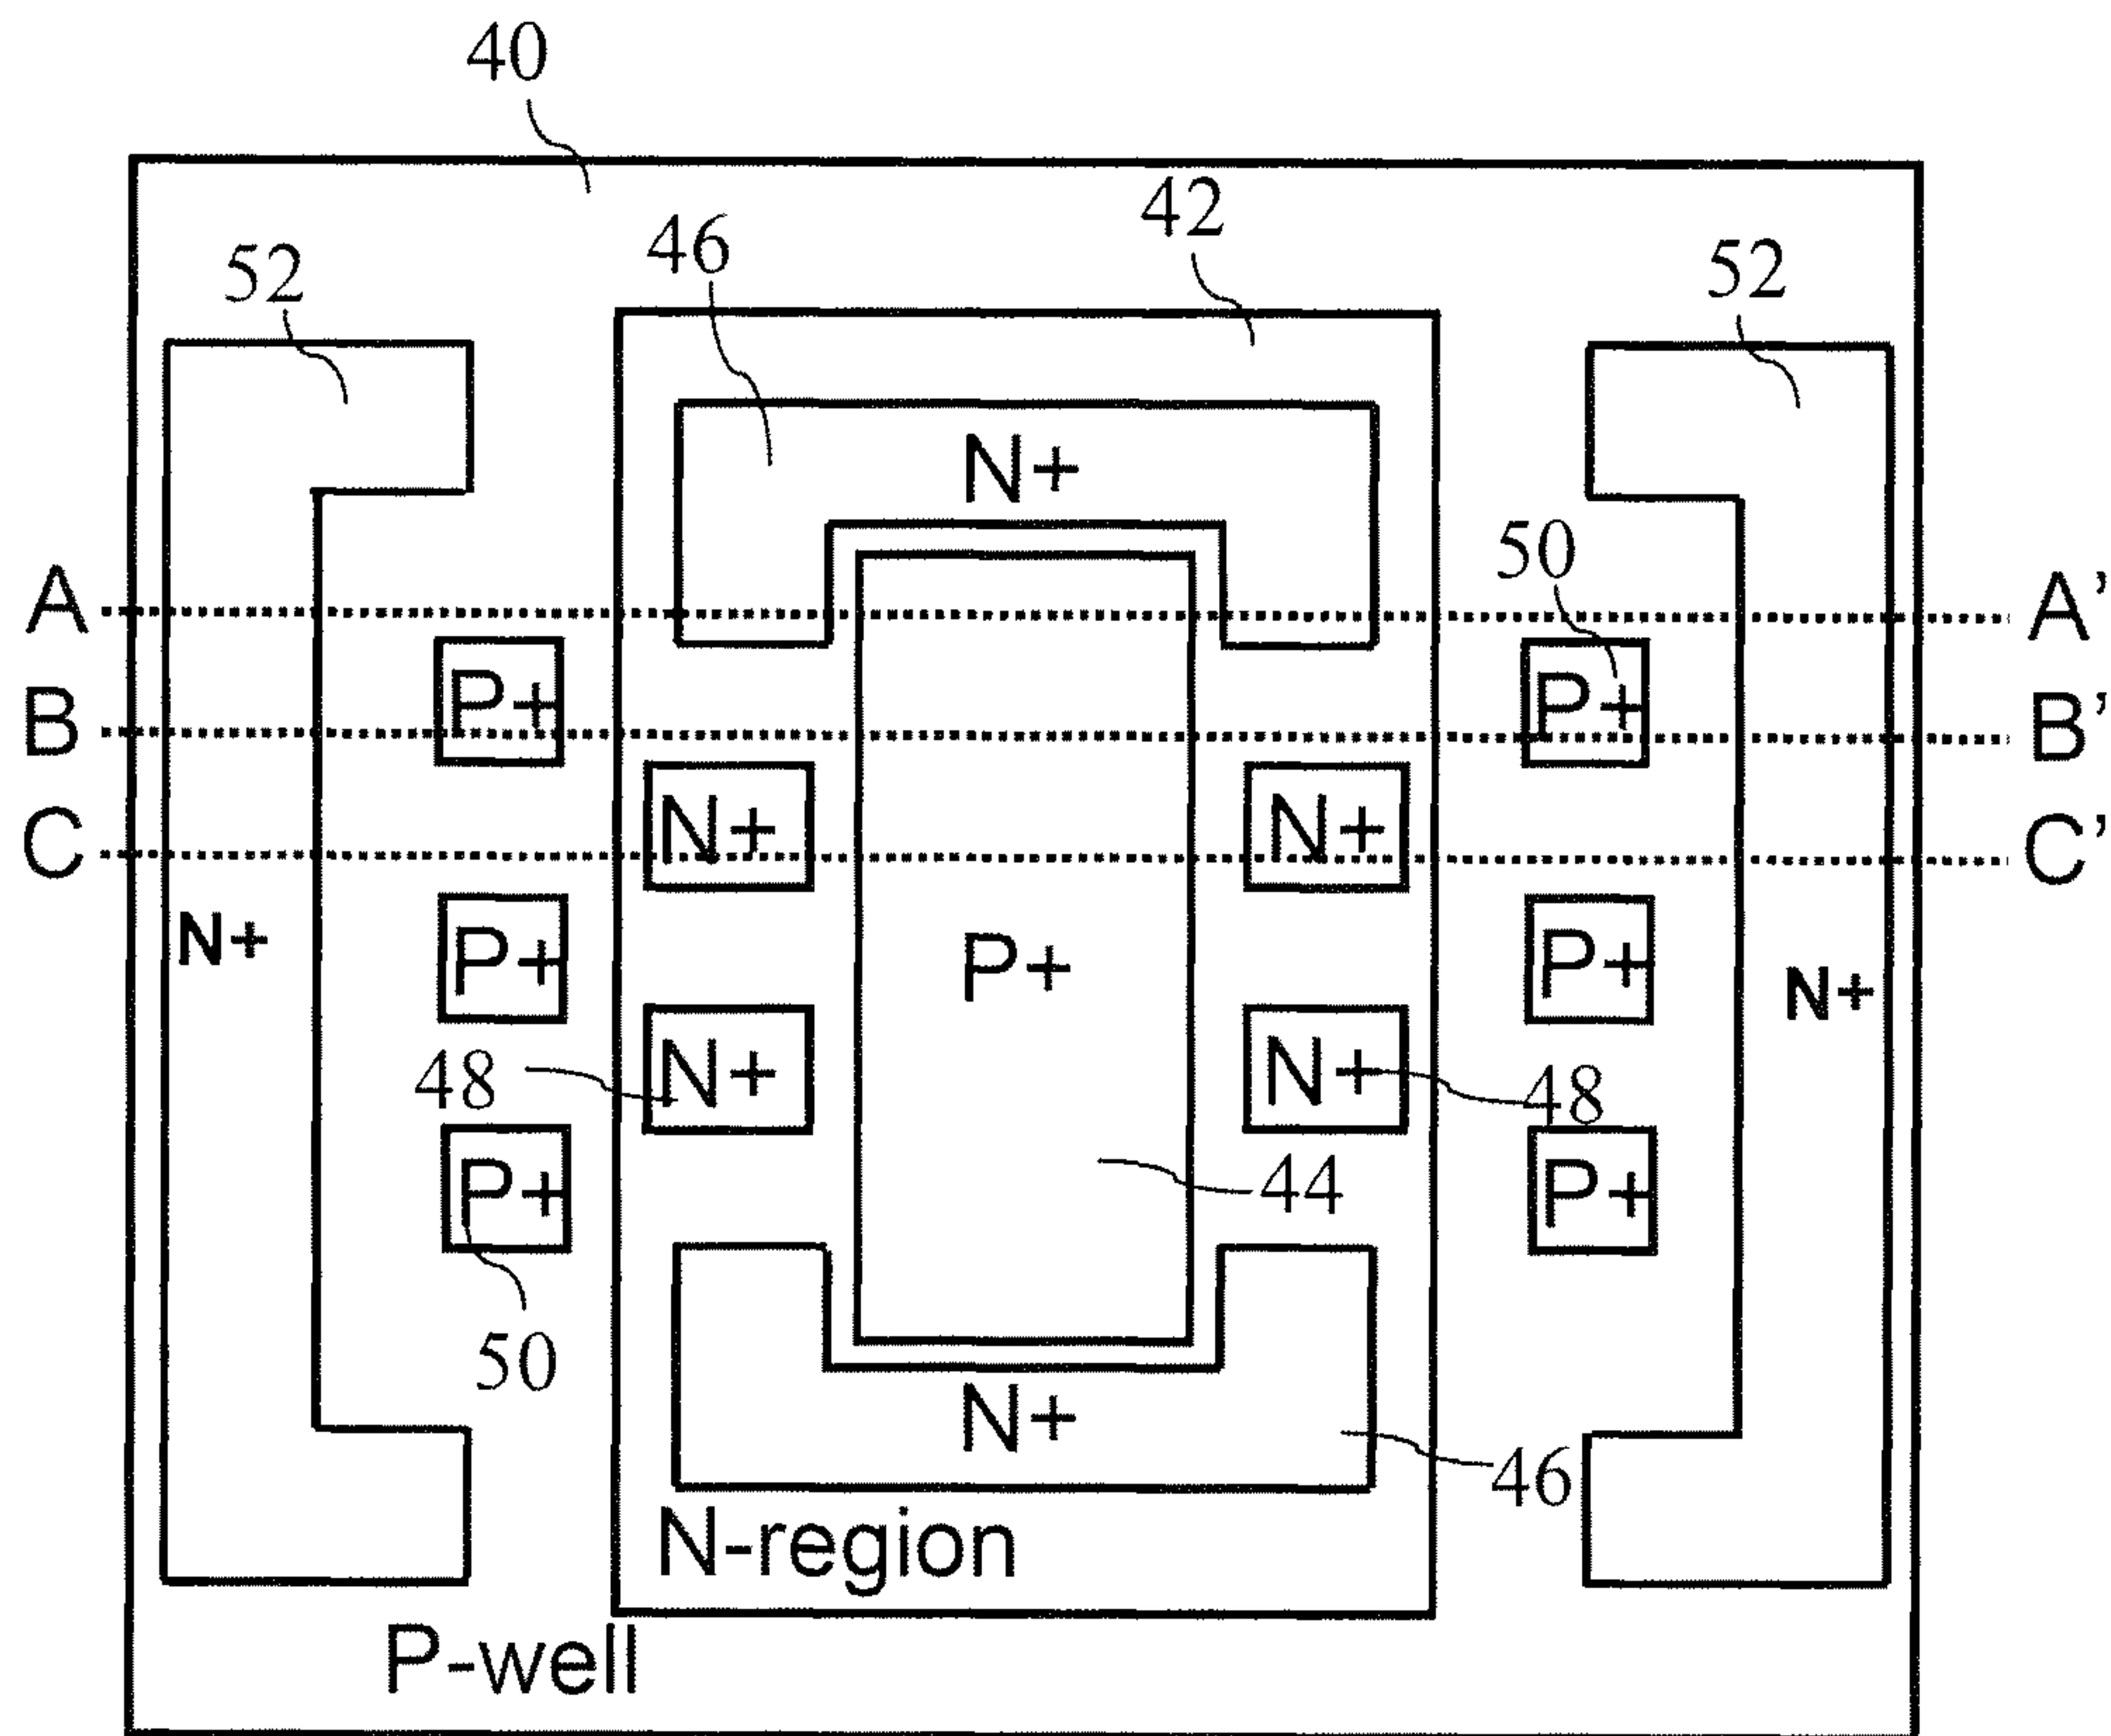 40
42
46
52
52
N+
50
A A'
P+ P+
B B'
N+ N+
C C'
N+ P+ P+ P+ N+
48 N+ N+ 48
P+ 44 P+
50
N+
46
N-region
P-well